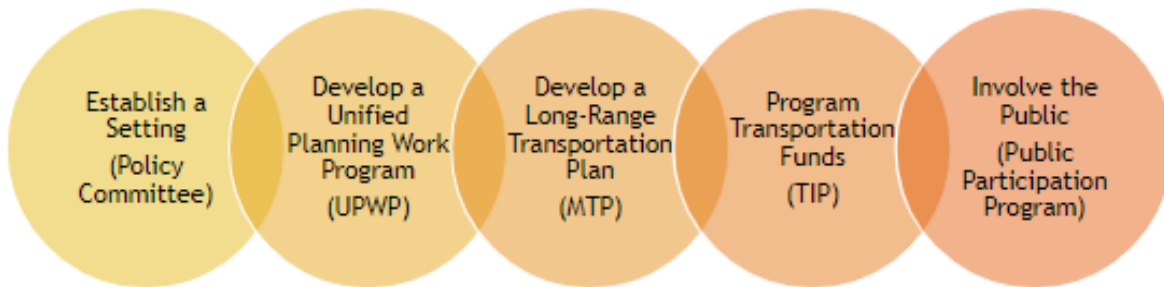 Establish a
Setting
(Policy
Committee)
Develop a
Unified
Planning Work
Program
(UPWP)
Develop a
Long-Range
Transportation
Plan
(MTP)
Program
Transportation
Funds
(TIP)
Involve the
Public
(Public
Participation
Program)